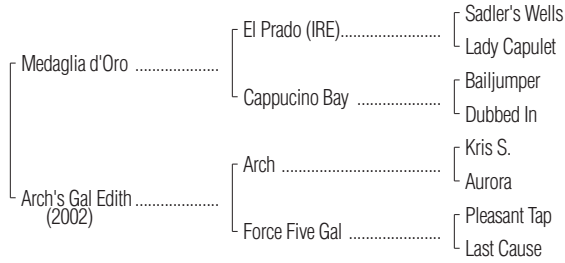 Sadler's Wells
El Prado (IRE)....................
Lady Capulet
Medaglia d'Oro ..................
Bailjumper
Cappucino Bay ..................
Dubbed In
Kris S.
Arch ..................................
Aurora
Arch's Gal Edith ..................
(2002)
Pleasant Tap
Force Five Gal ....................
Last Cause